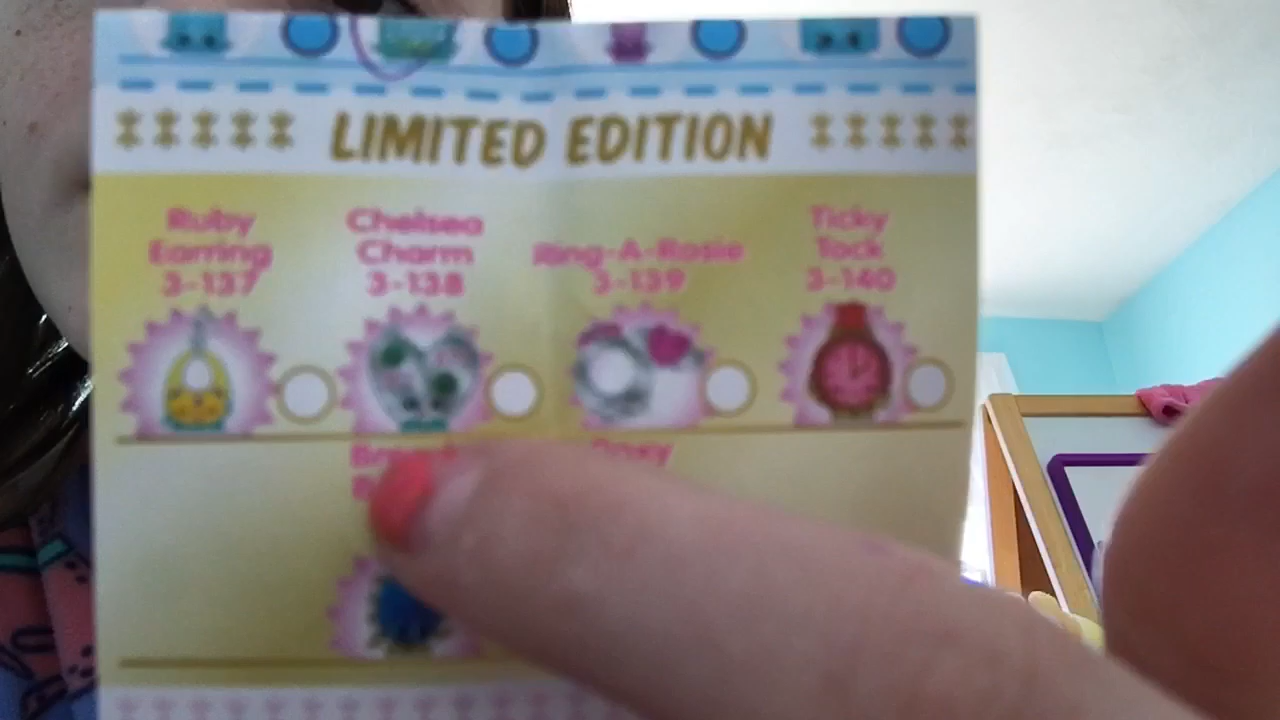 LIMITED EDITION
Ruby
Earring
3-137
Chelsea
Charm
3-138
Ring-A-Rosie
3-139
Ticky
Tock
3-140